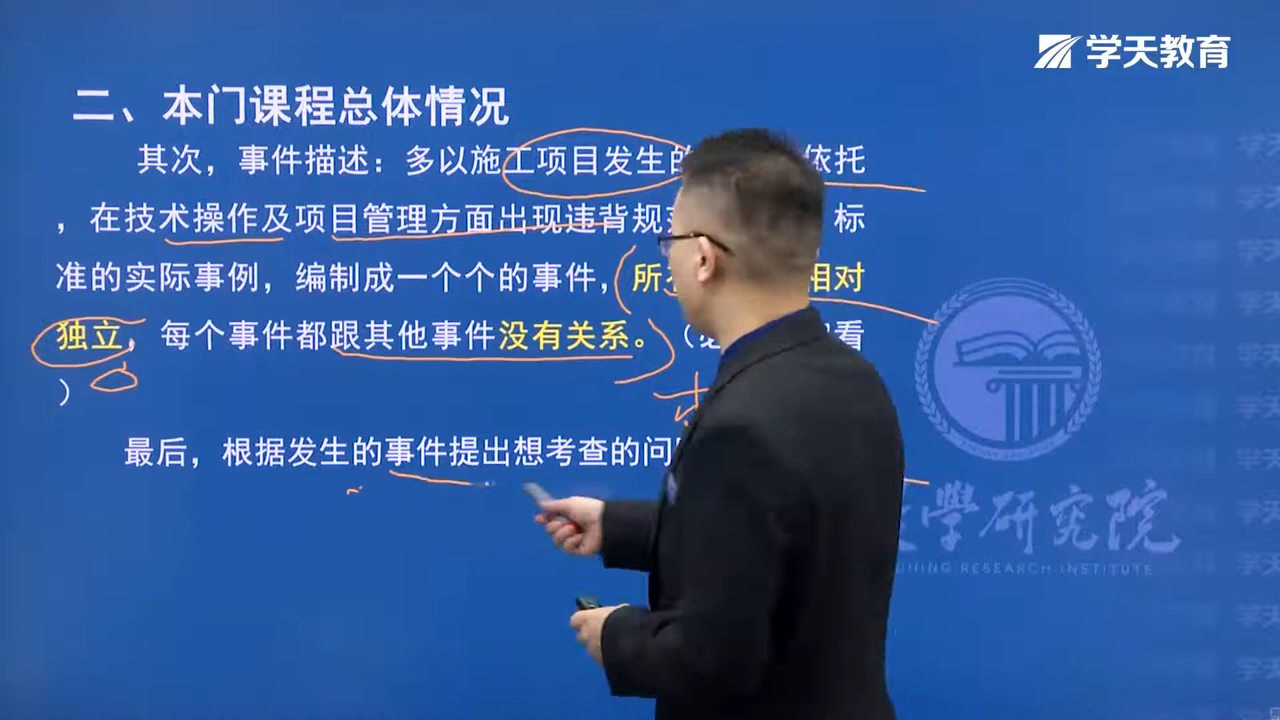 学天教育
二、本门课程总体情况
其次，事件描述：多以施工项目发生的 依托
，在技术操作及项目管理方面出现违背规 标
准的实际事例，编制成一个个的事件，所 相对
独立，每个事件都跟其他事件没有关系。（ 看
）
最后，根据发生的事件提出想考查的问
學研究院
RESEARCH INSTITUTE